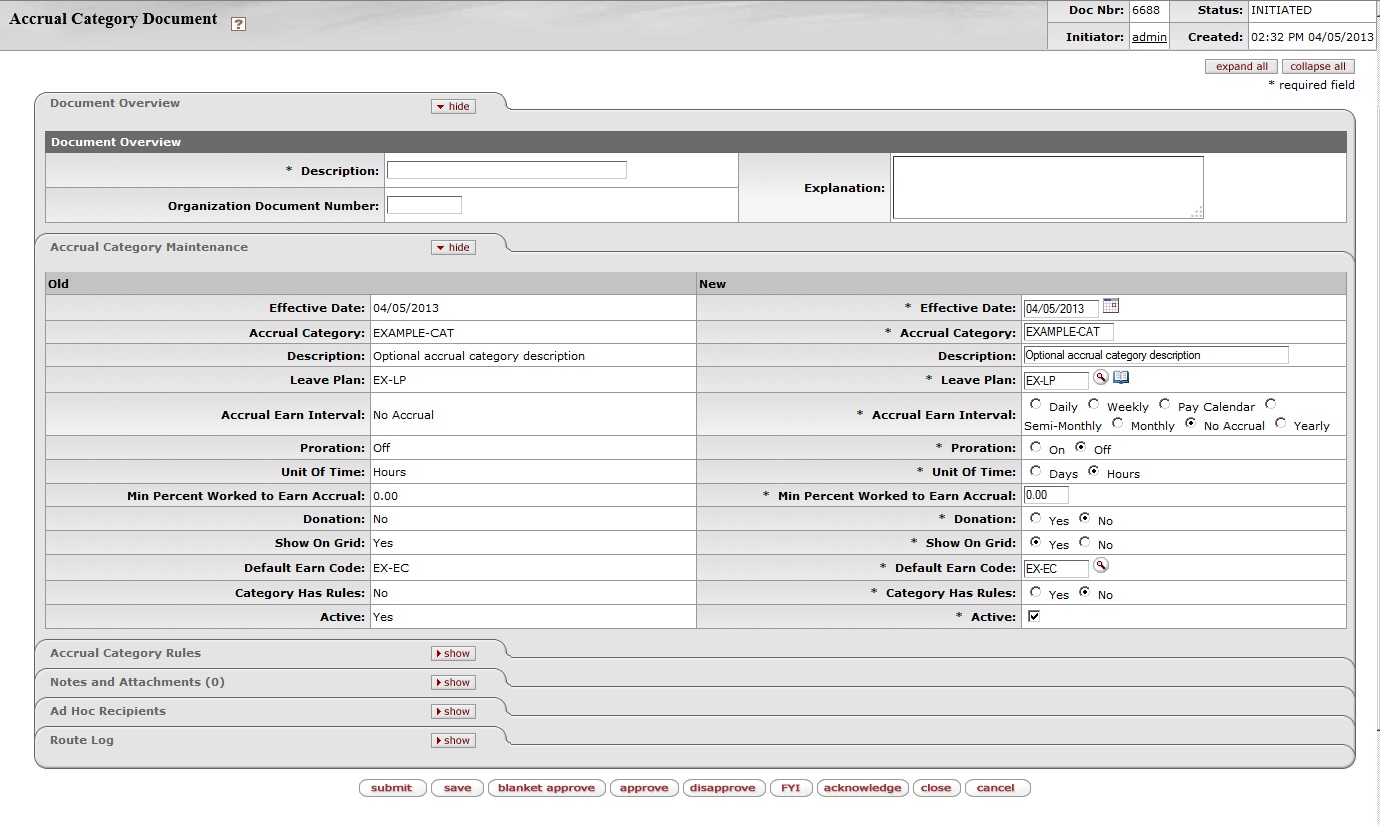 Accrual Category Document ?
Doc Nbr: 6688 Status: INITIATED
Initiator: admin Created: 02:32 PM 04/05/2013
expand all collapse all
* required field
Document Overview hide
Document Overview
* Description: Explanation:
Organization Document Number:
Accrual Category Maintenance hide
Old New
Effective Date: 04/05/2013 * Effective Date: 04/05/2013
Accrual Category: EXAMPLE-CAT * Accrual Category: EXAMPLE-CAT
Description: Optional accrual category description Description: Optional accrual category description
Leave Plan: EX-LP * Leave Plan: EX-LP
Accrual Earn Interval: No Accrual * Accrual Earn Interval: Daily Weekly Pay Calendar
Semi-Monthly Monthly No Accrual Yearly
Proration: Off * Proration: On Off
Unit Of Time: Hours * Unit Of Time: Days Hours
Min Percent Worked to Earn Accrual: 0.00 * Min Percent Worked to Earn Accrual: 0.00
Donation: No * Donation: Yes No
Show On Grid: Yes * Show On Grid: Yes No
Default Earn Code: EX-EC * Default Earn Code: EX-EC
Category Has Rules: No * Category Has Rules: Yes No
Active: Yes * Active:
Accrual Category Rules show
Notes and Attachments (0) show
Ad Hoc Recipients show
Route Log show
submit save blanket approve approve disapprove FYI acknowledge close cancel